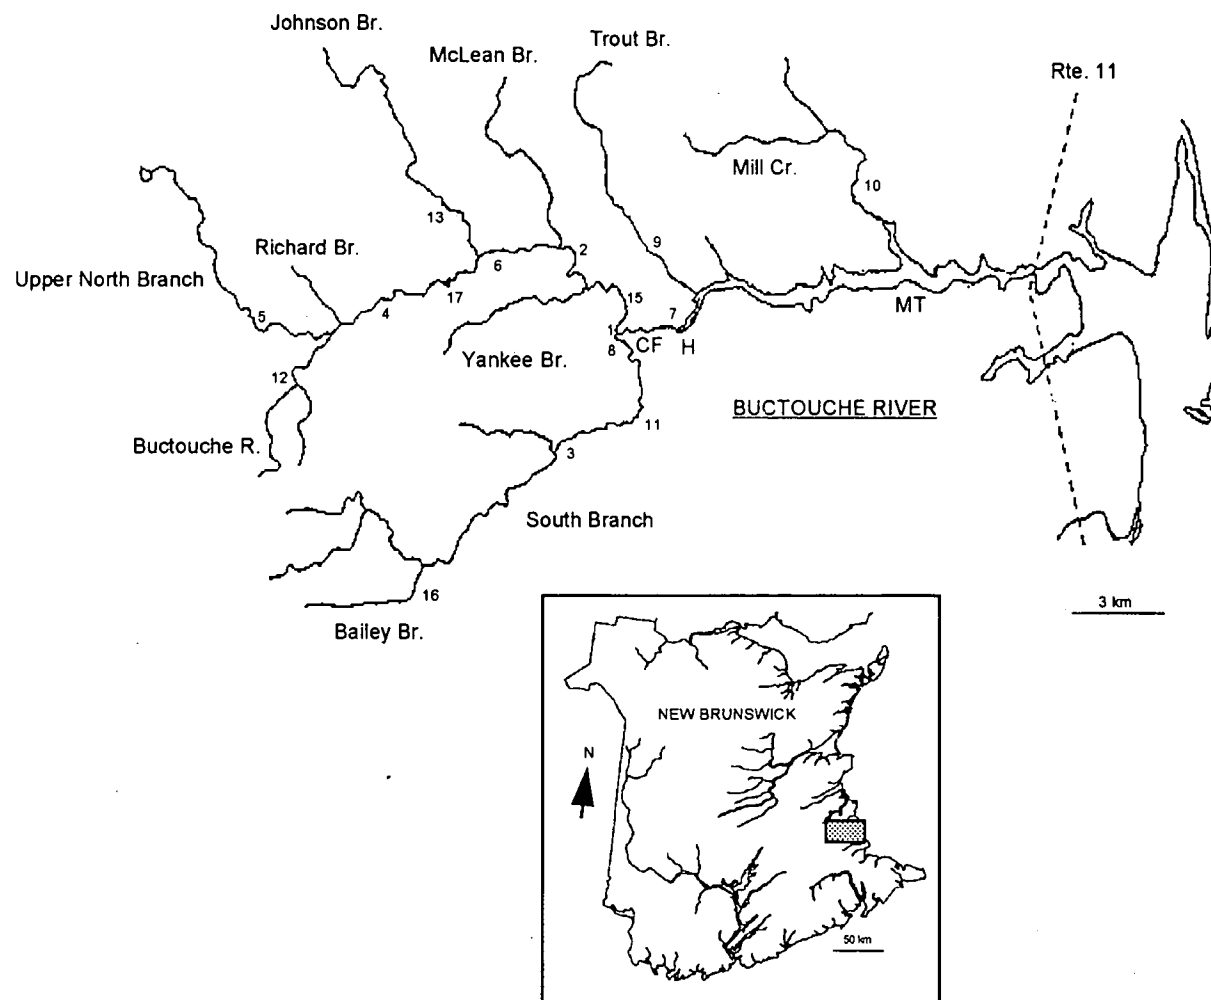 Johnson Br.
McLean Br.
Trout Br.
Rte. 11
Mill Cr.
10
13
Richard Br.
2
9
6
Upper North Branch
17
4
15
5
7
MT
1
8
CF
H
Yankee Br.
12
BUCTOUCHE RIVER
11
Buctouche R.
3
South Branch
16
3 km
Bailey Br.
NEW BRUNSWICK
N
50 km